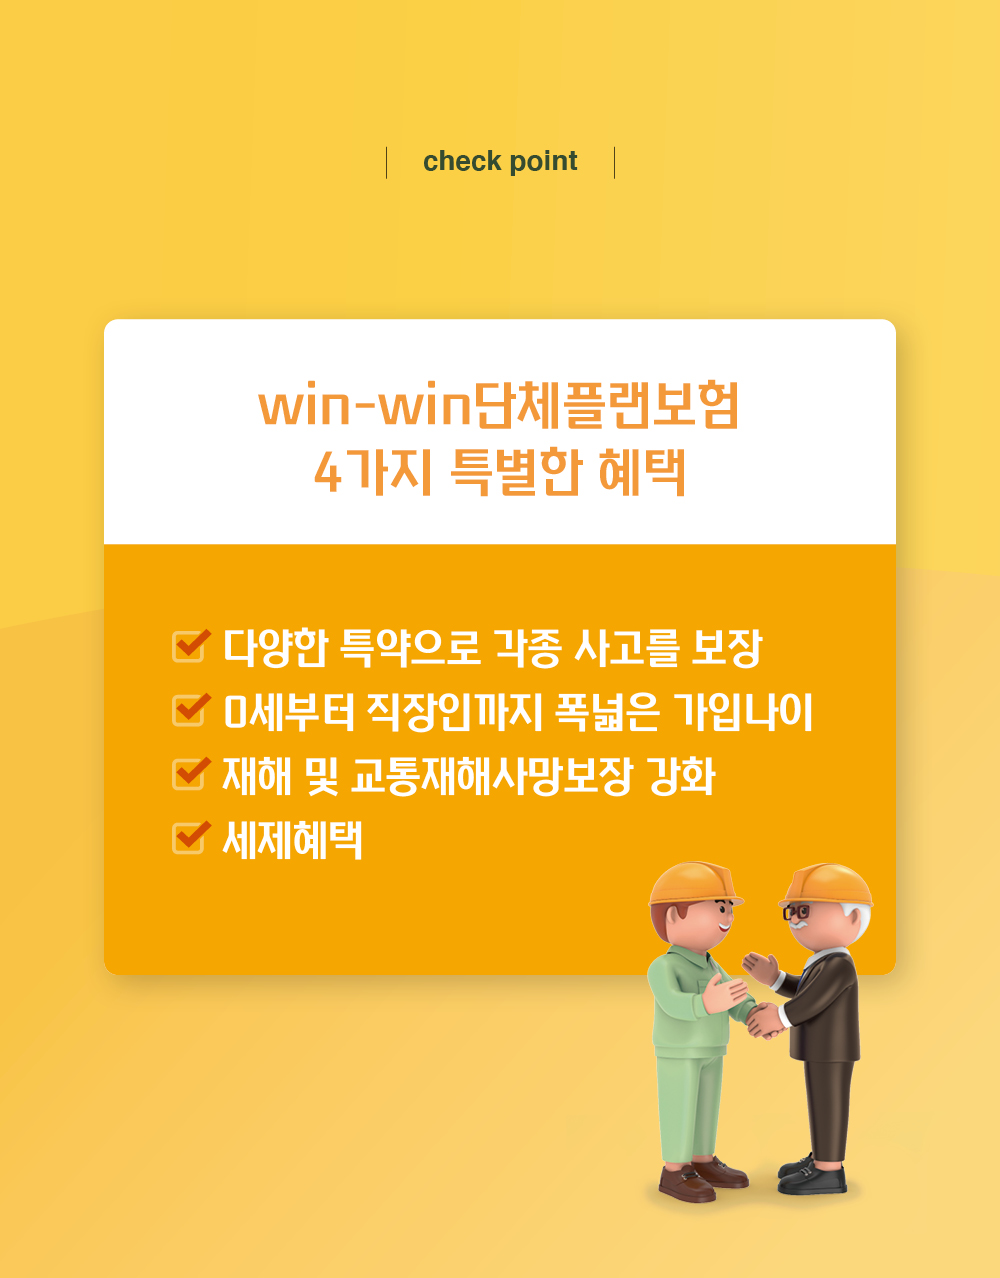 check point
win-win단체플랜보험
4가지 특별한 혜택
다양한 특약으로 각종 사고를 보장
0세부터 직장인까지 폭넓은 가입나이
재해 및 교통재해사망보장 강화
세제혜택